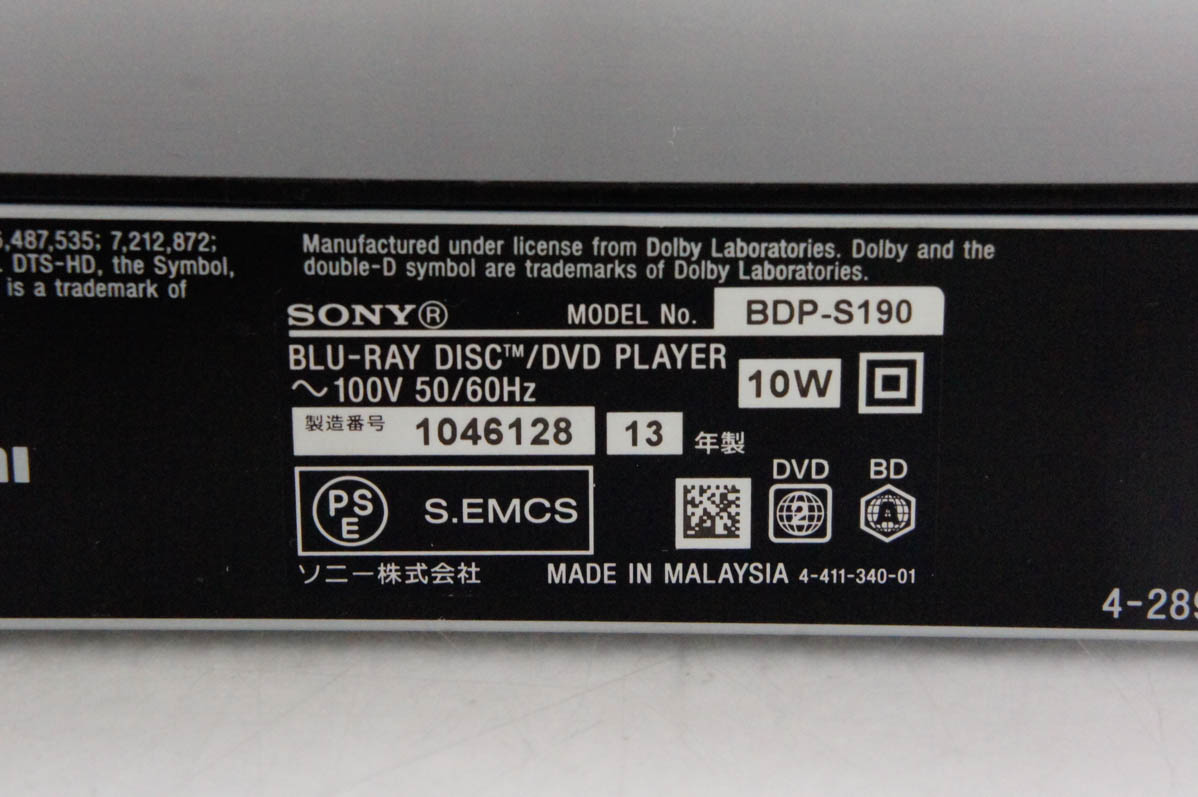 ,487,535; 7,212,872;
DTS-HD, the Symbol,
is a trademark of
Manufactured under license from Dolby Laboratories. Dolby and the
double-D symbol are trademarks of Dolby Laboratories.
SONY® MODEL No. BDP-S190
BLU-RAY DISC™/DVD PLAYER
～100V 50/60Hz 10W
製造番号 1046128 13 年製
DVD BD
PSE S.EMCS 2 A
ソニー株式会社 MADE IN MALAYSIA 4-411-340-01
4-289